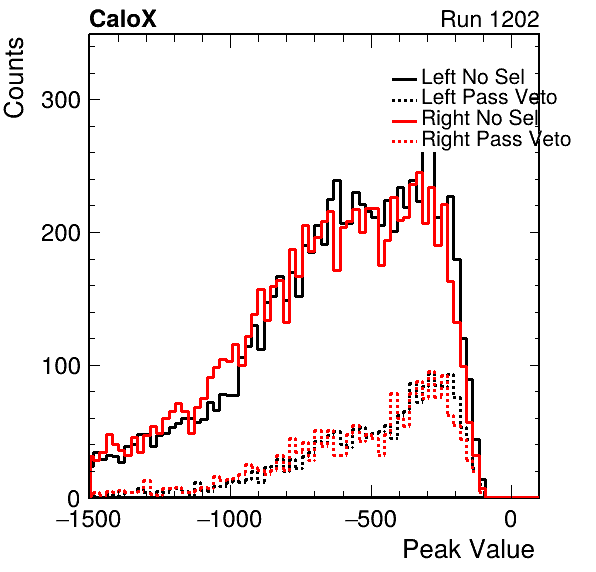 CaloX Run 1202
Counts
300
200
100
0
Left No Sel
Left Pass Veto
Right No Sel
Right Pass Veto
−1500 −1000 −500 0
Peak Value